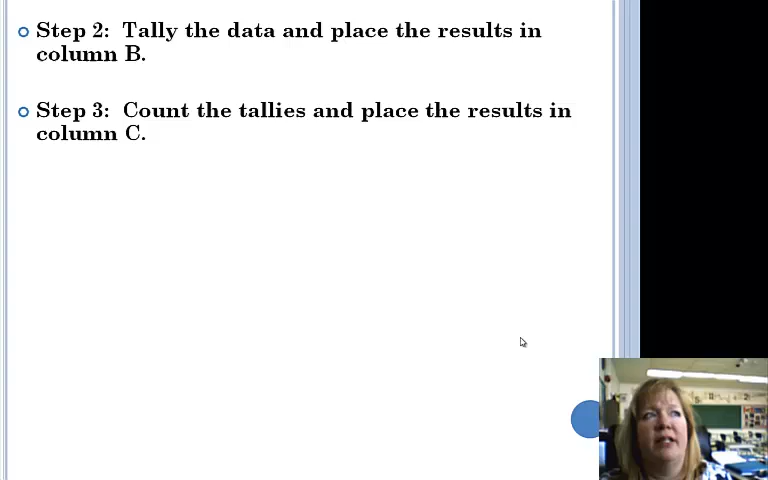 Step 2: Tally the data and place the results in
column B.
Step 3: Count the tallies and place the results in
column C.